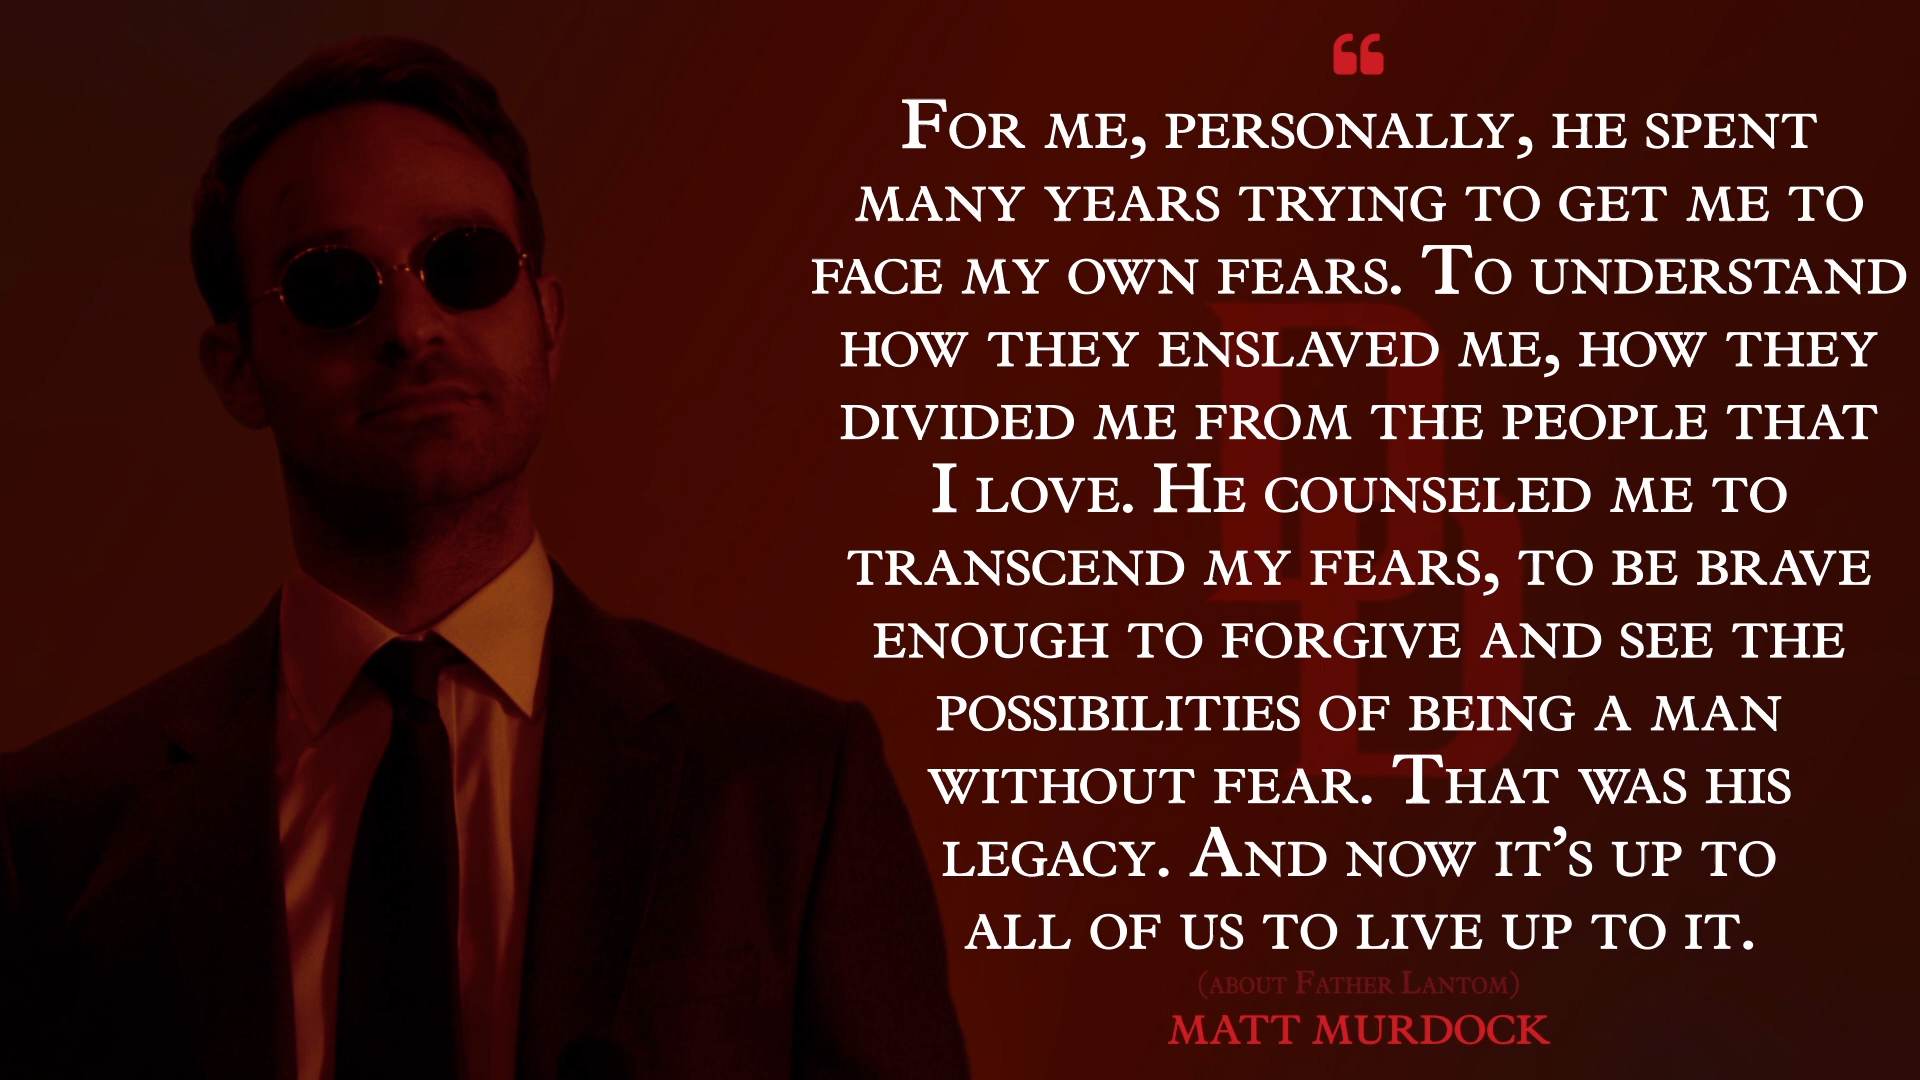 “
For me, personally, he spent
many years trying to get me to
face my own fears. To understand
how they enslaved me, how they
divided me from the people that
I love. He counseled me to
transcend my fears, to be brave
enough to forgive and see the
possibilities of being a man
without fear. That was his
legacy. And now it’s up to
all of us to live up to it.
(about Father Lantom)
MATT MURDOCK